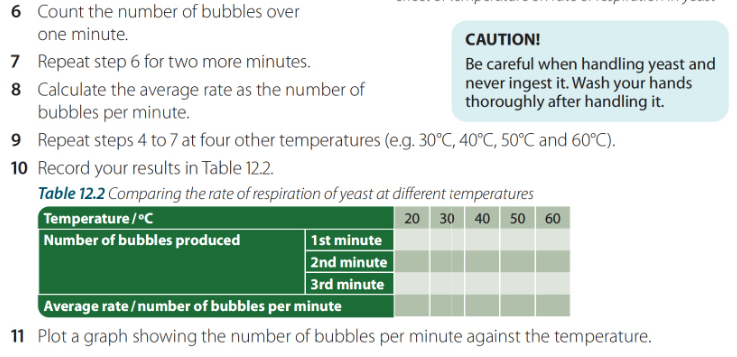 6 Count the number of bubbles over
one minute.
7 Repeat step 6 for two more minutes.
8 Calculate the average rate as the number of
bubbles per minute.
CAUTION!
Be careful when handling yeast and
never ingest it. Wash your hands
thoroughly after handling it.
9 Repeat steps 4 to 7 at four other temperatures (e.g. 30°C, 40°C, 50°C and 60°C).
10 Record your results in Table 12.2.
Table 12.2 Comparing the rate of respiration of yeast at different temperatures
Temperature / °C 20 30 40 50 60
Number of bubbles produced 1st minute
2nd minute
3rd minute
Average rate / number of bubbles per minute
11 Plot a graph showing the number of bubbles per minute against the temperature.